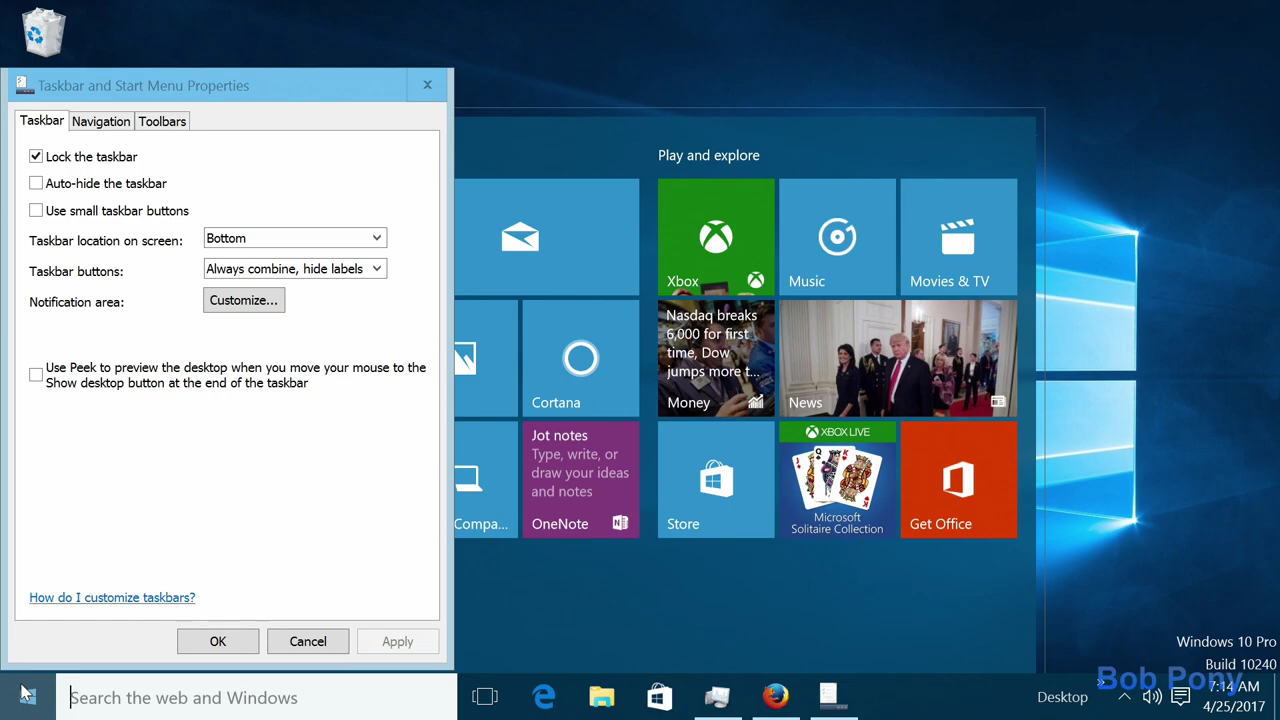 Taskbar and Start Menu Properties
Taskbar
Navigation
Toolbars
Lock the taskbar
Auto-hide the taskbar
Use small taskbar buttons
Taskbar location on screen:
Bottom
Taskbar buttons:
Always combine, hide labels
Notification area:
Customize...
Use Peek to preview the desktop when you move your mouse to the
Show desktop button at the end of the taskbar
How do I customize taskbars?
OK
Cancel
Apply
Play and explore
Xbox
Music
Movies & TV
Cortana
Nasdaq breaks
6,000 for first
time, Dow
jumps more t...
Money
News
Compa...
Jot notes
Type, write, or
draw your ideas
and notes
OneNote
Store
XBOX LIVE
Microsoft
Solitaire Collection
Get Office
Windows 10 Pro
Build 10240
Search the web and Windows
Desktop
Bob Pony
7:14 AM
4/25/2017